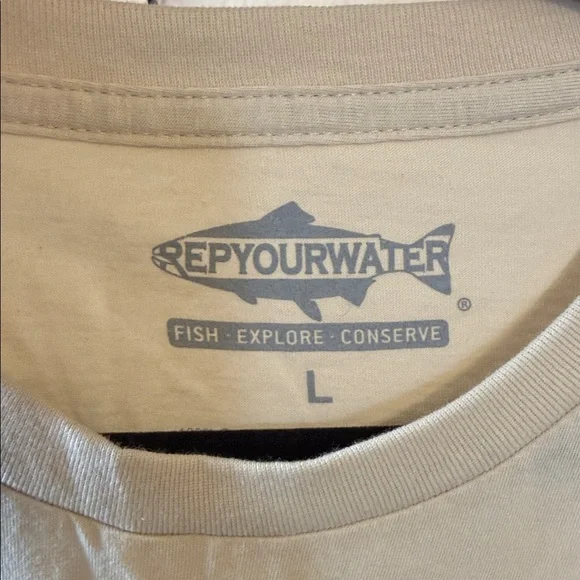 REPYOURWATER
®
FISH · EXPLORE · CONSERVE
L